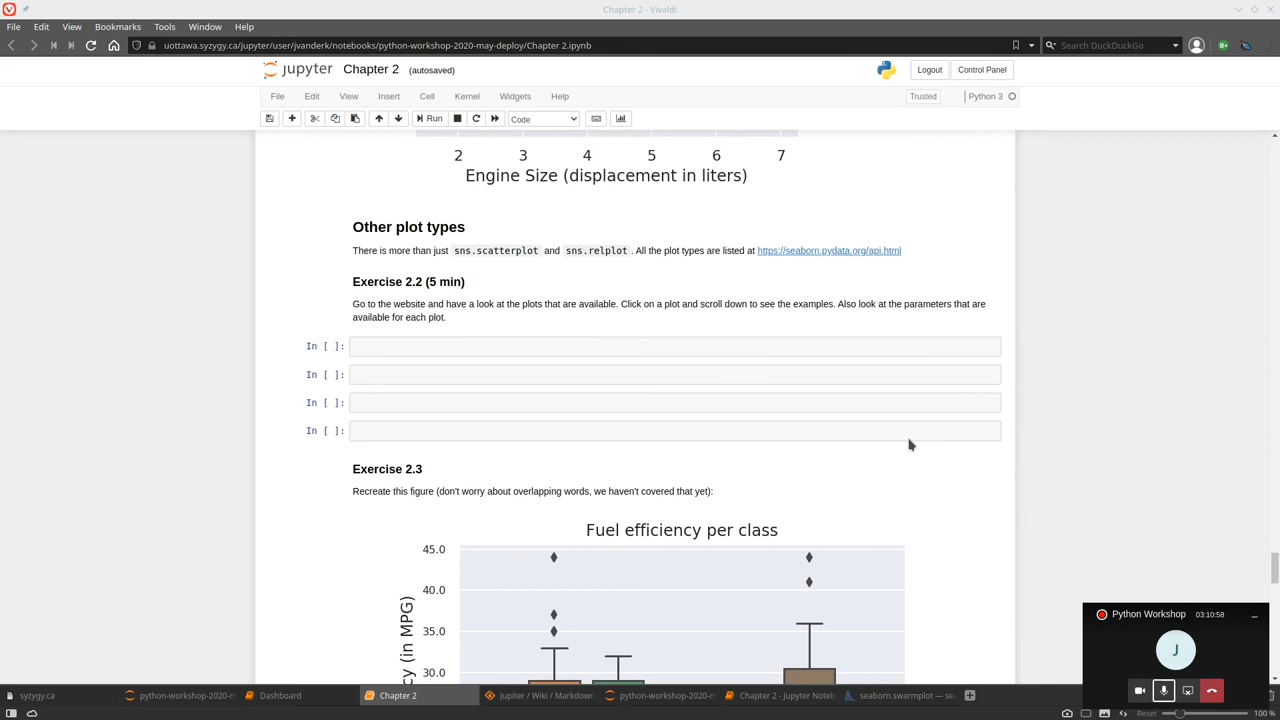 Chapter 2 - Vivaldi
File Edit View Bookmarks Tools Window Help
uottawa.syzygy.ca/jupyter/user/jvanderk/notebooks/python-workshop-2020-may-deploy/Chapter 2.ipynb
Search DuckDuckGo
jupyter Chapter 2 (autosaved)
Logout Control Panel
File Edit View Insert Cell Kernel Widgets Help
Trusted Python 3
Run Code
2 3 4 5 6 7
Engine Size (displacement in liters)
Other plot types
There is more than just sns.scatterplot and sns.relplot . All the plot types are listed at https://seaborn.pydata.org/api.html
Exercise 2.2 (5 min)
Go to the website and have a look at the plots that are available. Click on a plot and scroll down to see the examples. Also look at the parameters that are
available for each plot.
In [ ]:
In [ ]:
In [ ]:
In [ ]:
Exercise 2.3
Recreate this figure (don't worry about overlapping words, we haven't covered that yet):
Fuel efficiency per class
45.0
40.0
35.0
30.0
(in MPG)
Python Workshop 03:10:58
J
syzygy.ca python-workshop-2020-m Dashboard Chapter 2 Jupiter / Wiki / Markdown python-workshop-2020-m Chapter 2 - Jupyter Noteb seaborn.swarmplot — se
Reset 100 %